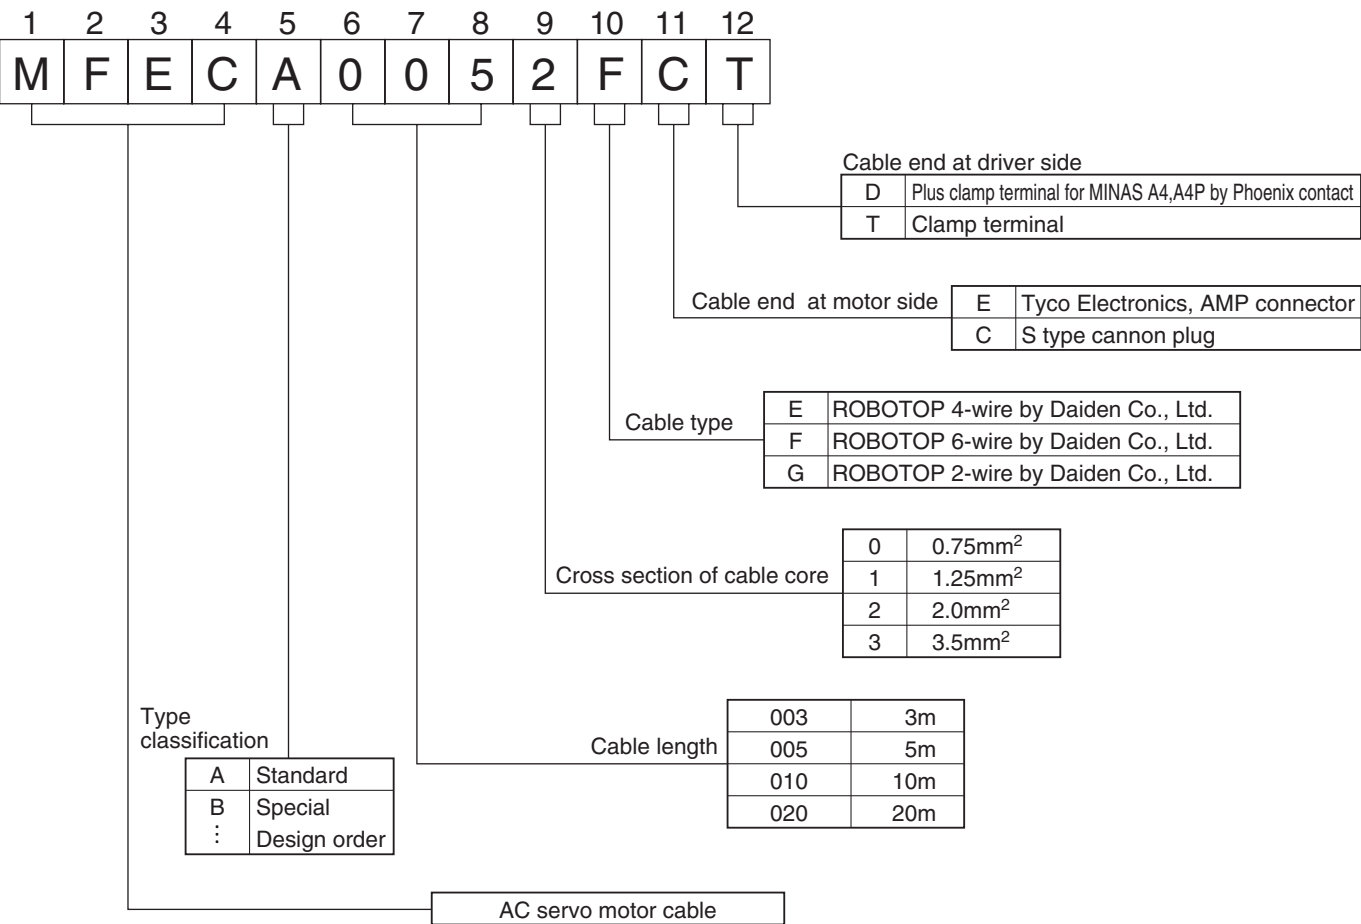 1 2 3 4 5 6 7 8 9 10 11 12
M F E C A 0 0 5 2 F C T
Cable end at driver side
D Plus clamp terminal for MINAS A4,A4P by Phoenix contact
T Clamp terminal
Cable end at motor side
E Tyco Electronics, AMP connector
C S type cannon plug
Cable type
E ROBOTOP 4-wire by Daiden Co., Ltd.
F ROBOTOP 6-wire by Daiden Co., Ltd.
G ROBOTOP 2-wire by Daiden Co., Ltd.
Cross section of cable core
0 0.75mm²
1 1.25mm²
2 2.0mm²
3 3.5mm²
Cable length
003 3m
005 5m
010 10m
020 20m
Type
classification
A Standard
B Special
⋮ Design order
AC servo motor cable